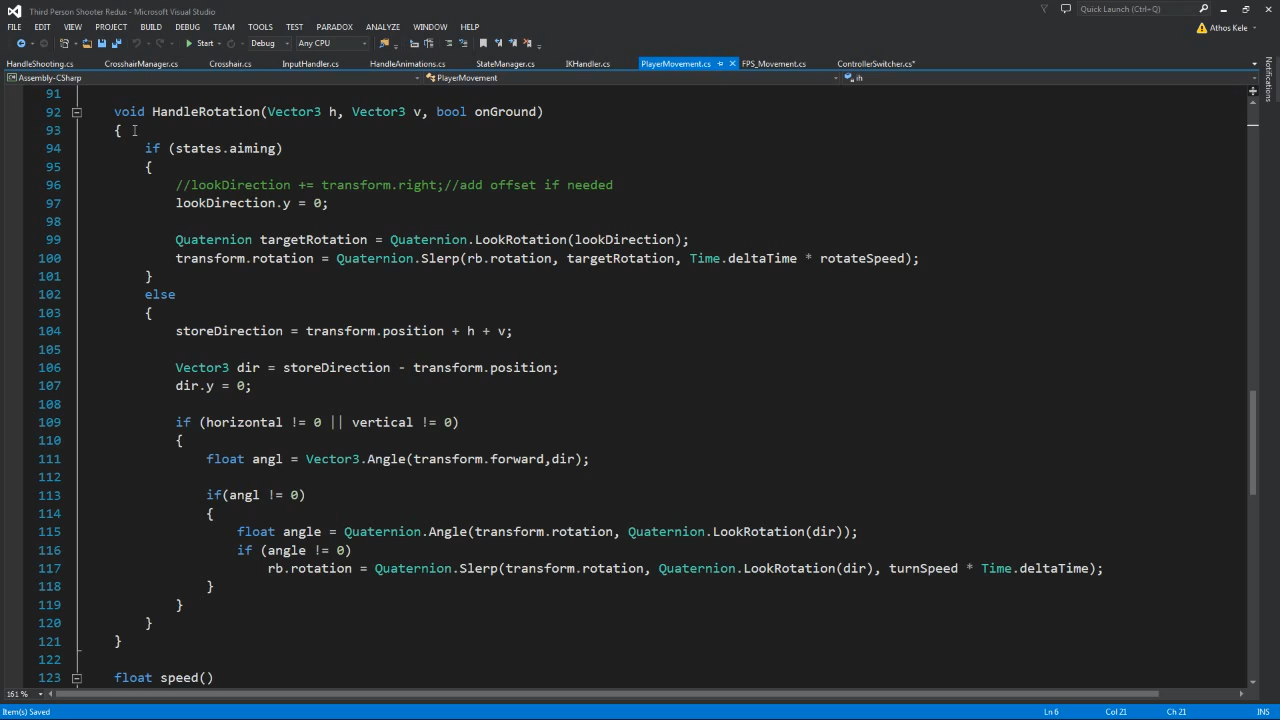 Third Person Shooter Redux - Microsoft Visual Studio
Quick Launch (Ctrl+Q)
FILE EDIT VIEW PROJECT BUILD DEBUG TEAM TOOLS TEST PARADOX ANALYZE WINDOW HELP
Athos Kele
Start Debug Any CPU
HandleShooting.cs CrosshairManager.cs Crosshair.cs InputHandler.cs HandleAnimations.cs StateManager.cs IKHandler.cs PlayerMovement.cs FPS_Movement.cs ControllerSwitcher.cs*
Assembly-CSharp PlayerMovement ih
Notifications
91
92 void HandleRotation(Vector3 h, Vector3 v, bool onGround)
93 {
94 if (states.aiming)
95 {
96 //lookDirection += transform.right;//add offset if needed
97 lookDirection.y = 0;
98
99 Quaternion targetRotation = Quaternion.LookRotation(lookDirection);
100 transform.rotation = Quaternion.Slerp(rb.rotation, targetRotation, Time.deltaTime * rotateSpeed);
101 }
102 else
103 {
104 storeDirection = transform.position + h + v;
105
106 Vector3 dir = storeDirection - transform.position;
107 dir.y = 0;
108
109 if (horizontal != 0 || vertical != 0)
110 {
111 float angl = Vector3.Angle(transform.forward,dir);
112
113 if(angl != 0)
114 {
115 float angle = Quaternion.Angle(transform.rotation, Quaternion.LookRotation(dir));
116 if (angle != 0)
117 rb.rotation = Quaternion.Slerp(transform.rotation, Quaternion.LookRotation(dir), turnSpeed * Time.deltaTime);
118 }
119 }
120 }
121 }
122
123 float speed()
161 %
Item(s) Saved Ln 6 Col 21 Ch 21 INS